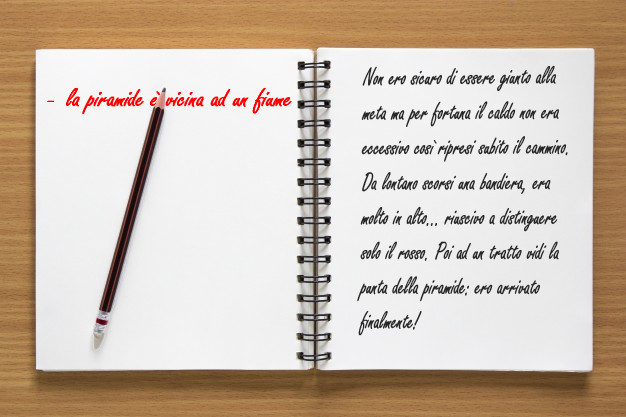 - la piramide è vicina ad un fiume
Non ero sicuro di essere giunto alla
meta ma per fortuna il caldo non era
eccessivo così ripresi subito il cammino.
Da lontano scorsi una bandiera, era
molto in alto... riuscivo a distinguere
solo il rosso. Poi ad un tratto vidi la
punta della piramide: ero arrivato
finalmente!